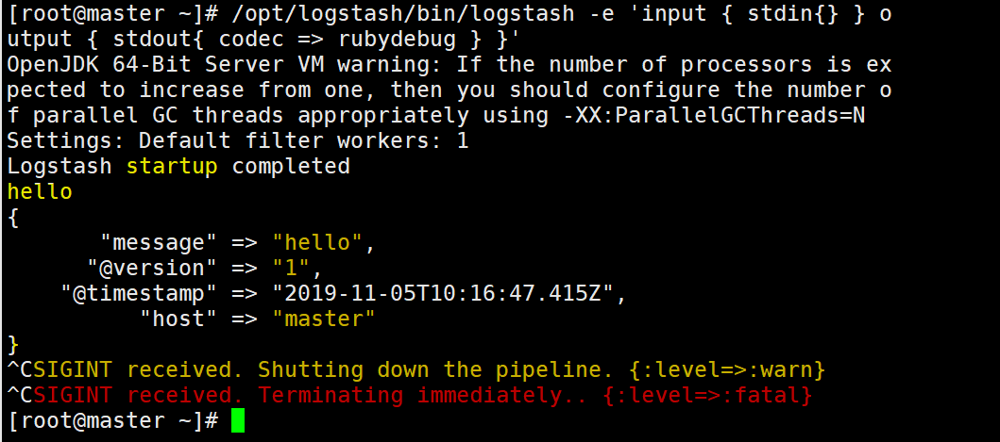 [root@master ~]# /opt/logstash/bin/logstash -e 'input { stdin{} } o
utput { stdout{ codec => rubydebug } }'
OpenJDK 64-Bit Server VM warning: If the number of processors is ex
pected to increase from one, then you should configure the number o
f parallel GC threads appropriately using -XX:ParallelGCThreads=N
Settings: Default filter workers: 1
Logstash startup completed
hello
{
       "message" => "hello",
      "@version" => "1",
    "@timestamp" => "2019-11-05T10:16:47.415Z",
          "host" => "master"
}
^CSIGINT received. Shutting down the pipeline. {:level=>:warn}
^CSIGINT received. Terminating immediately.. {:level=>:fatal}
[root@master ~]#